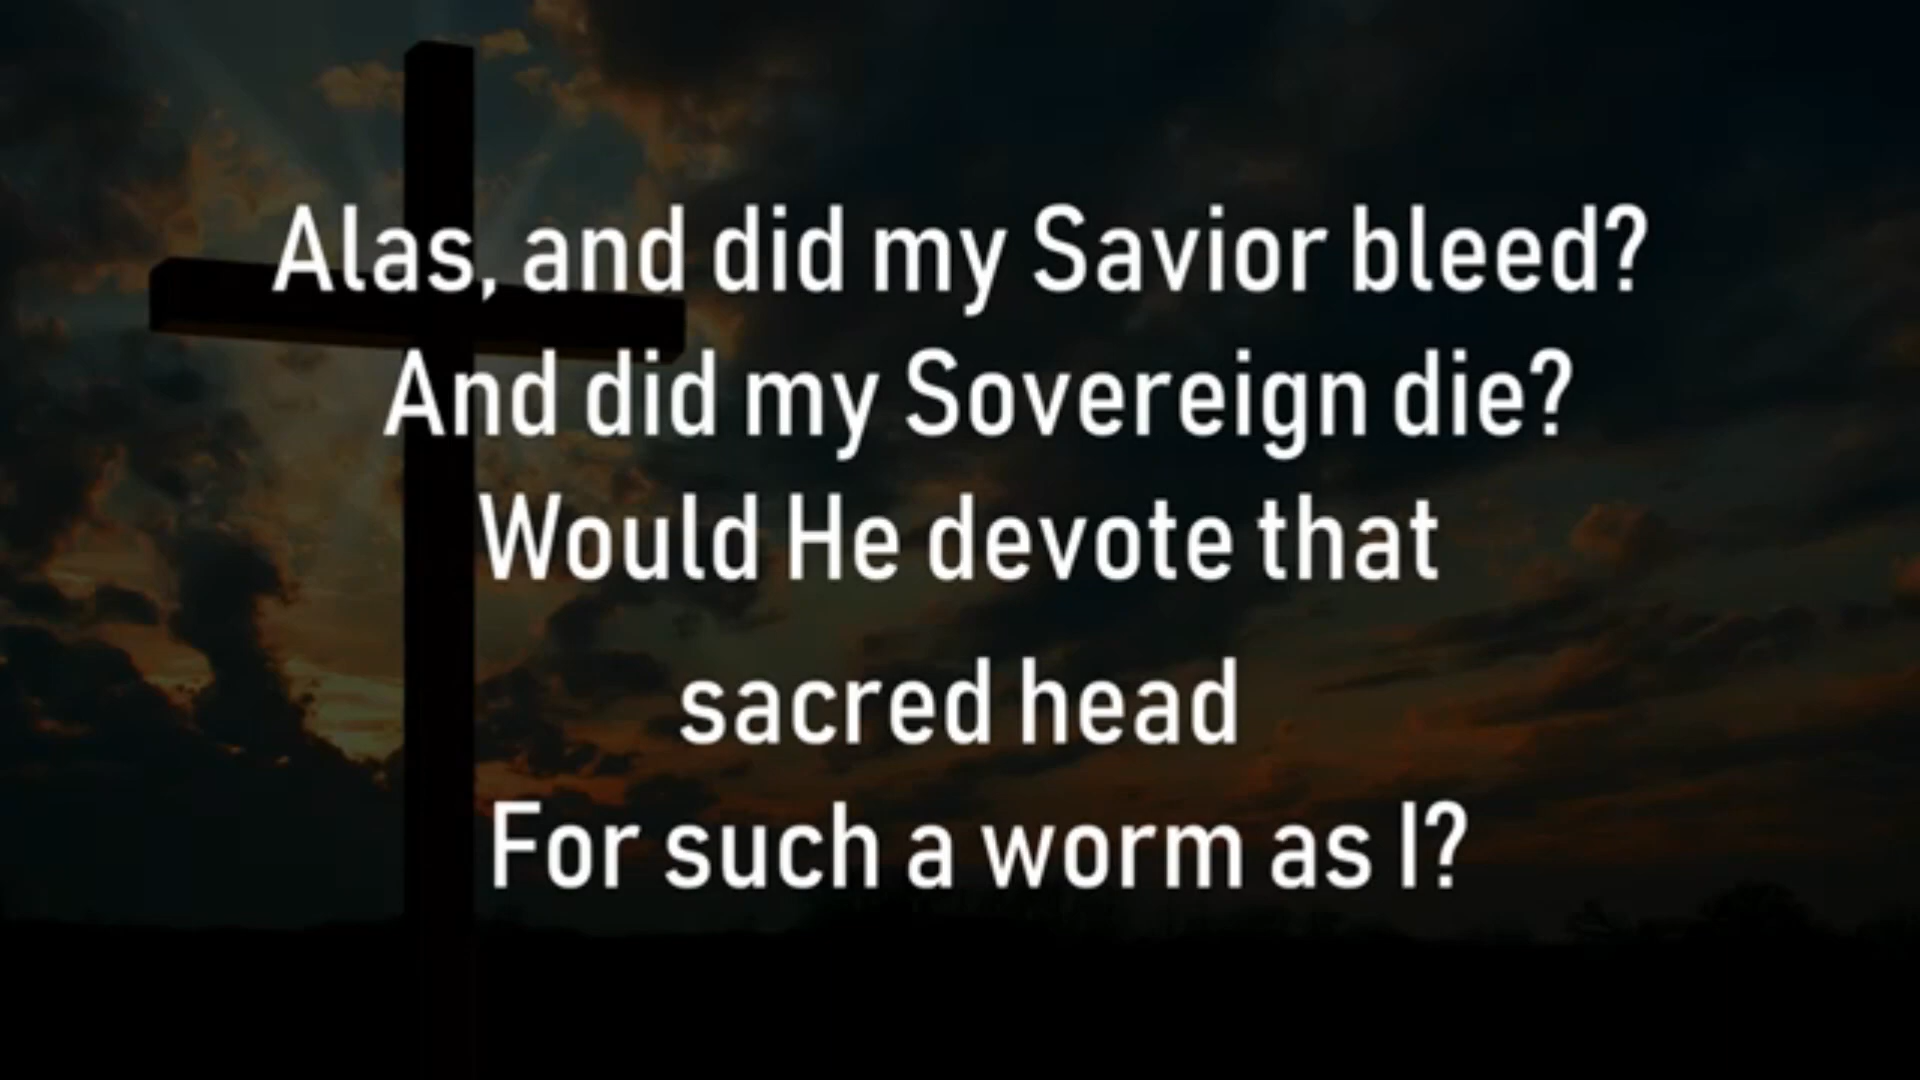 Alas, and did my Savior bleed?
And did my Sovereign die?
Would He devote that
sacred head
For such a worm as I?